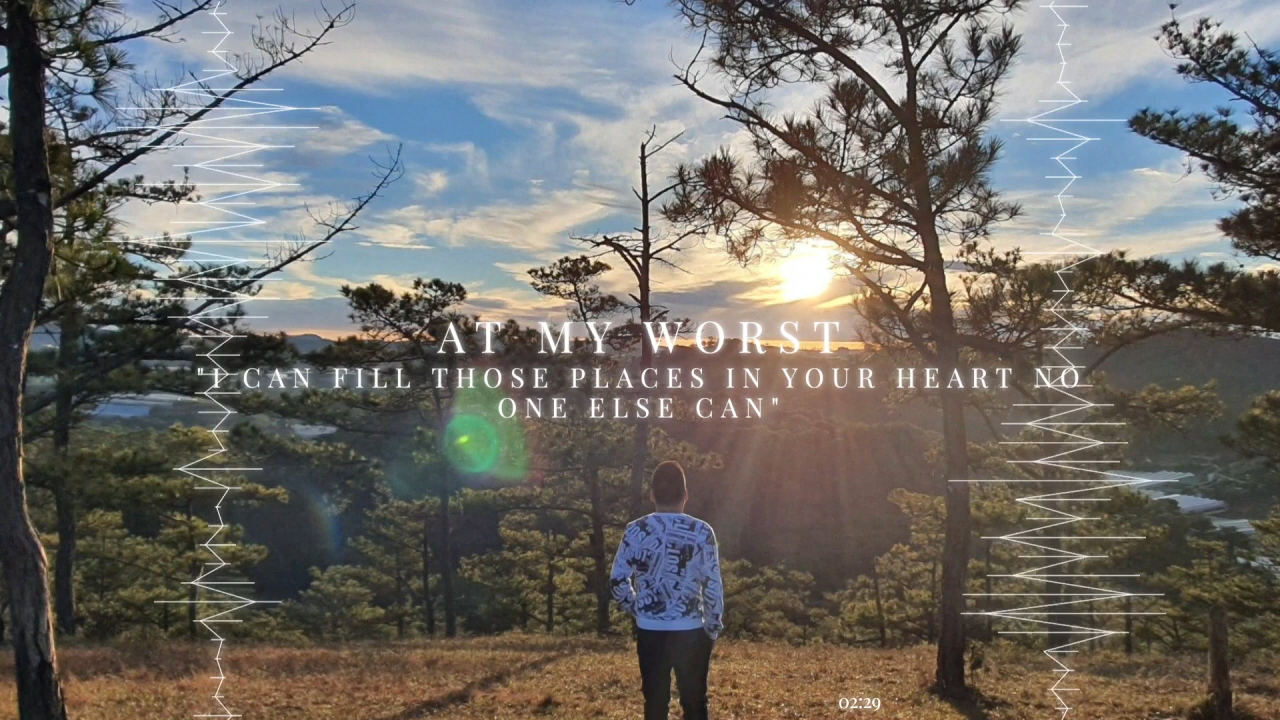 AT MY WORST
"I CAN FILL THOSE PLACES IN YOUR HEART NO
ONE ELSE CAN"
02:29